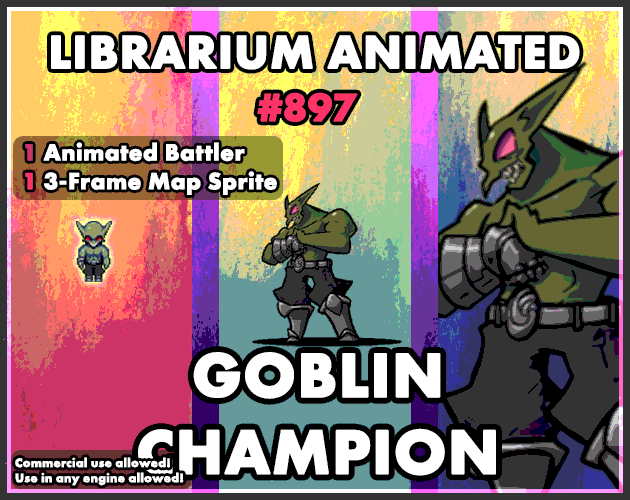 LIBRARIUM ANIMATED
#897
1 Animated Battler
1 3-Frame Map Sprite
GOBLIN
CHAMPION
Commercial use allowed!
Use in any engine allowed!